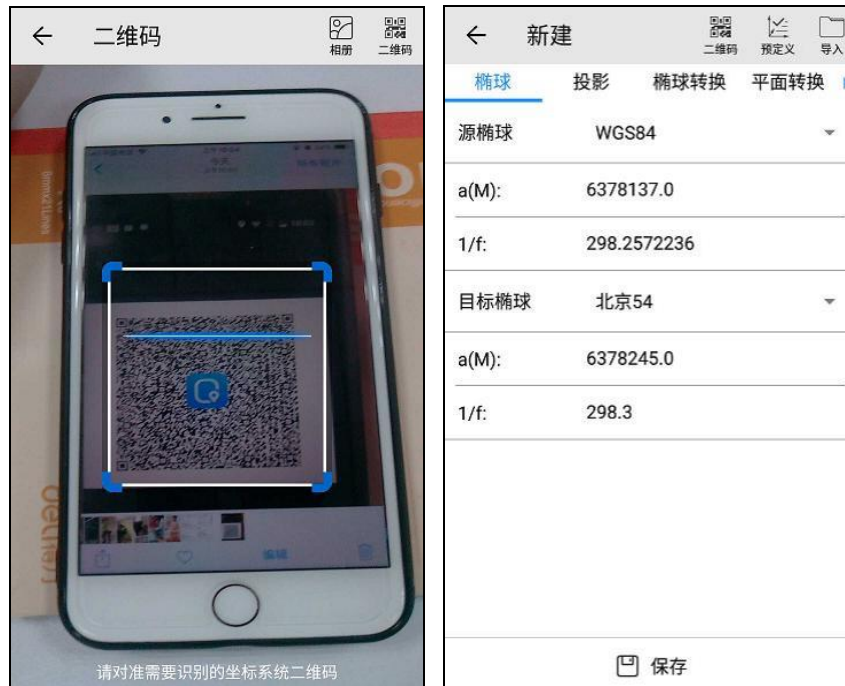 二维码
相册
二维码
0mmx21Lines
编辑
请对准需要识别的坐标系统二维码
新建
二维码
预定义
导入
椭球
投影
椭球转换
平面转换
源椭球 WGS84
a(M): 6378137.0
1/f: 298.2572236
目标椭球 北京54
a(M): 6378245.0
1/f: 298.3
保存